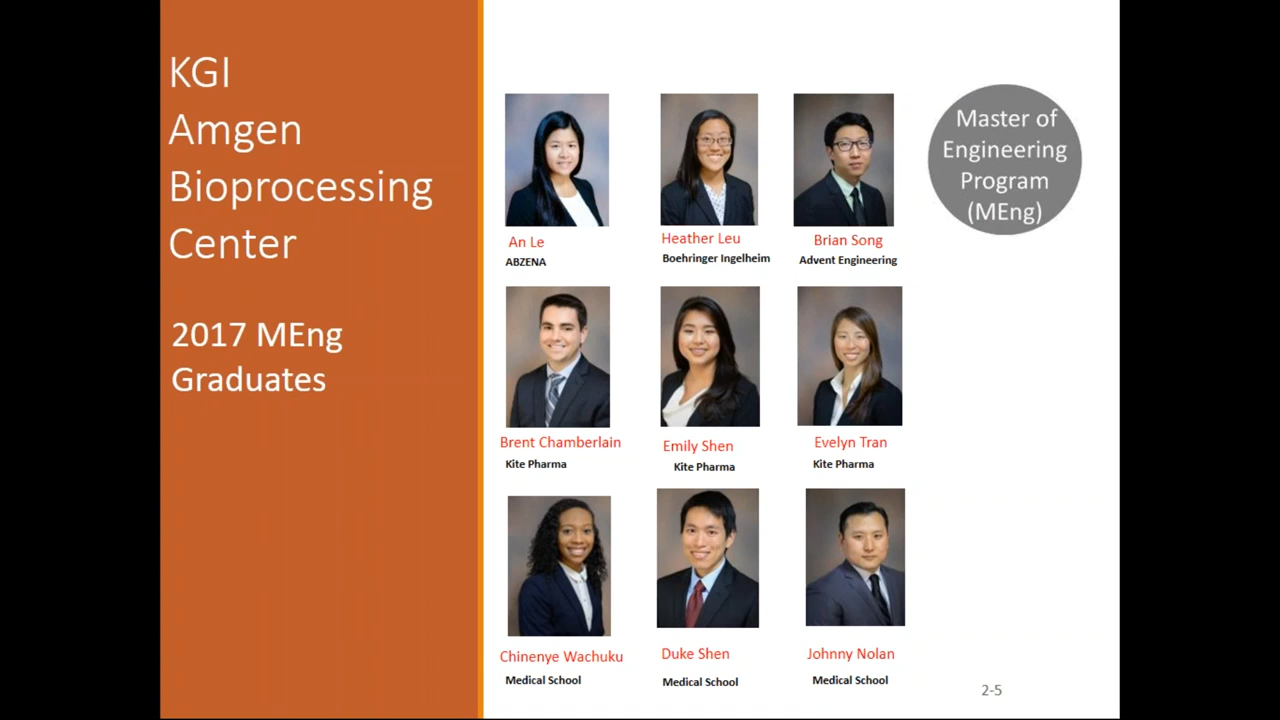 KGI
Amgen
Bioprocessing
Center
2017 MEng
Graduates
Master of
Engineering
Program
(MEng)
An Le
ABZENA
Heather Leu
Boehringer Ingelheim
Brian Song
Advent Engineering
Brent Chamberlain
Kite Pharma
Emily Shen
Kite Pharma
Evelyn Tran
Kite Pharma
Chinenye Wachuku
Medical School
Duke Shen
Medical School
Johnny Nolan
Medical School
2-5